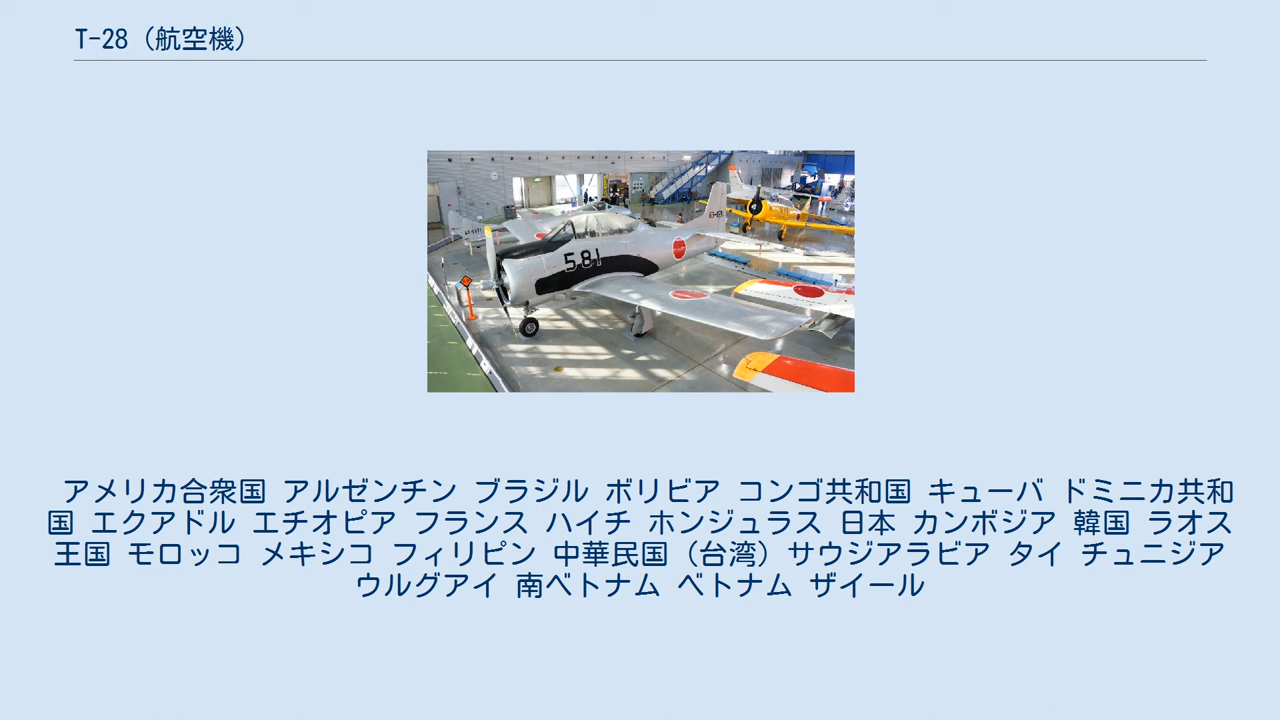 T-28（航空機）
581
アメリカ合衆国 アルゼンチン ブラジル ボリビア コンゴ共和国 キューバ ドミニカ共和
国 エクアドル エチオピア フランス ハイチ ホンジュラス 日本 カンボジア 韓国 ラオス
王国 モロッコ メキシコ フィリピン 中華民国（台湾）サウジアラビア タイ チュニジア
ウルグアイ 南ベトナム ベトナム ザイール